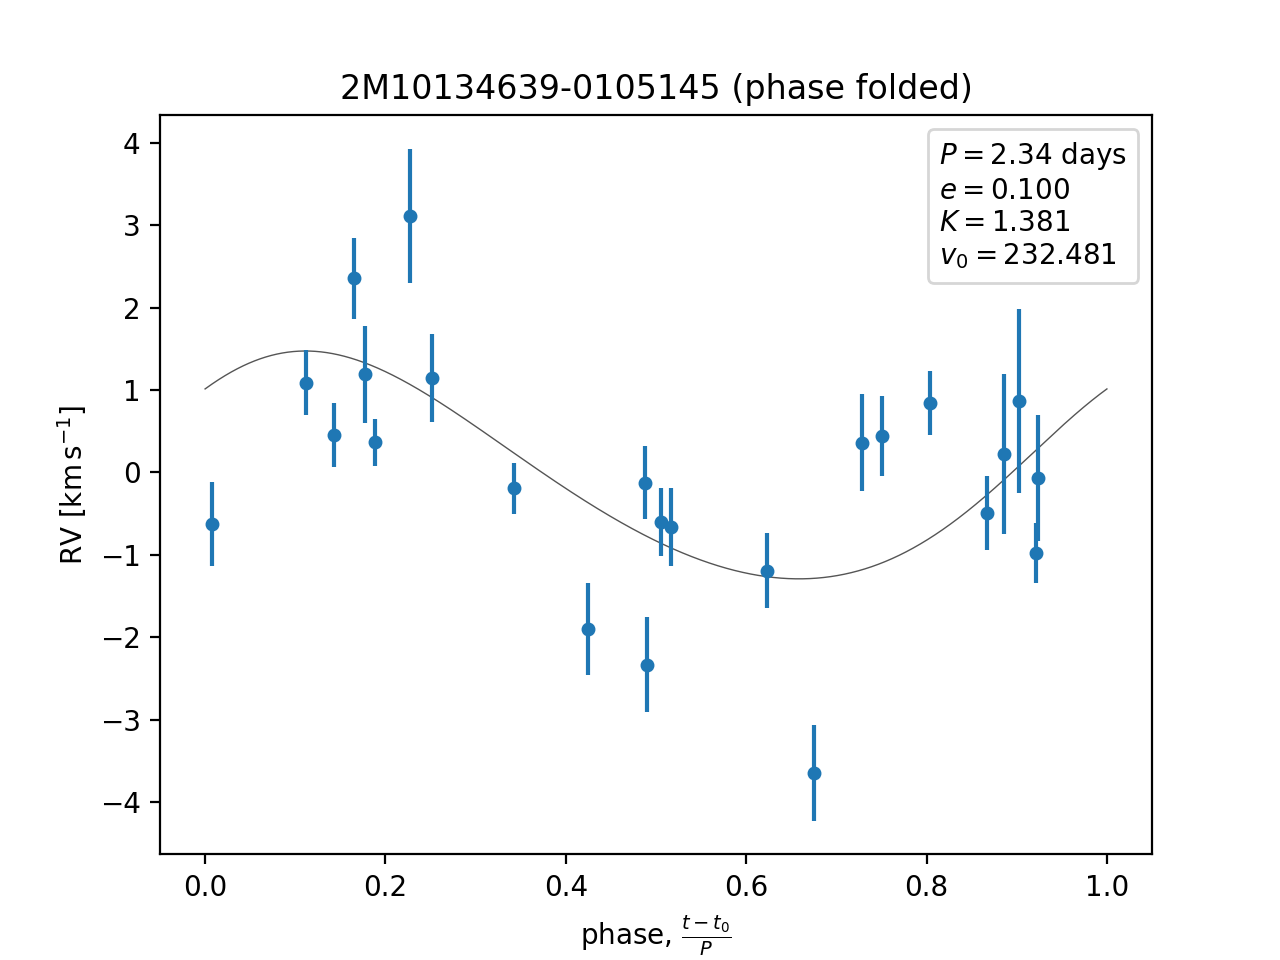 2M10134639-0105145 (phase folded)
P = 2.34 days
e = 0.100
K = 1.381
v₀ = 232.481
RV [km s⁻¹]
4
3
2
1
0
−1
−2
−3
−4
0.0 0.2 0.4 0.6 0.8 1.0
phase, (t − t₀)/P